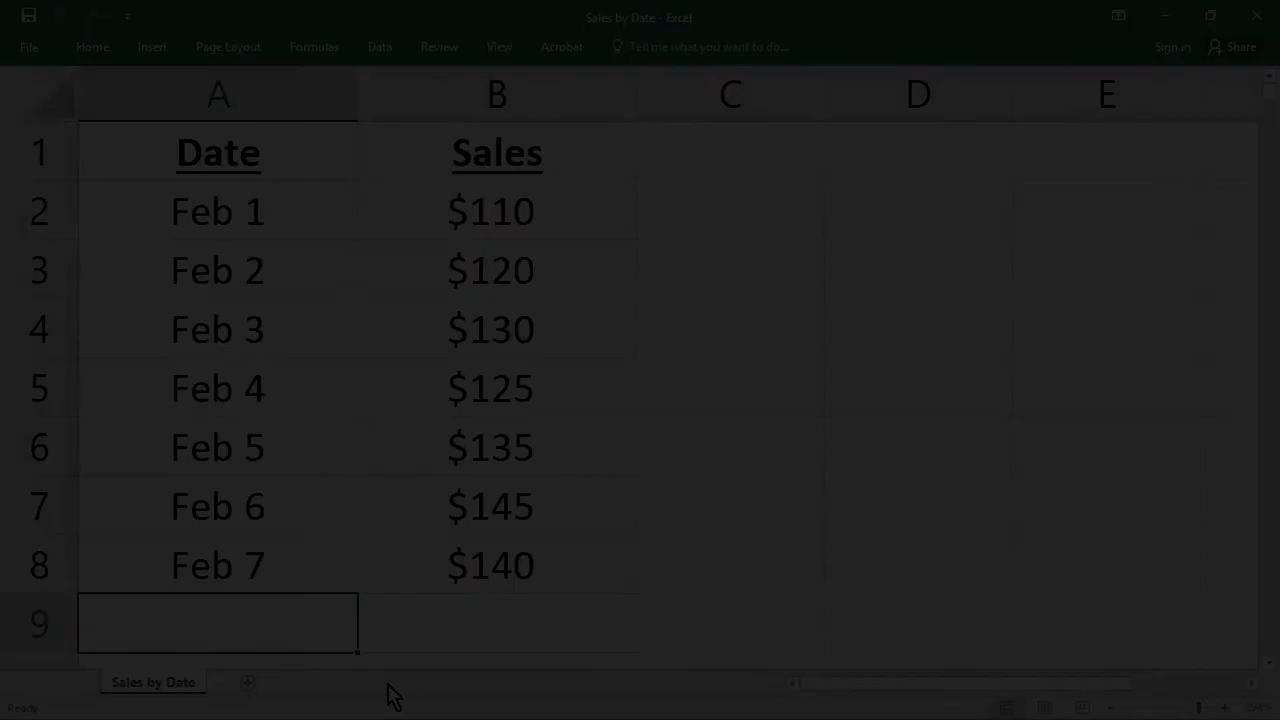 Sales by Date - Excel
File Home Insert Page Layout Formulas Data Review View Acrobat Tell me what you want to do... Sign in Share
A B C D E
1 Date Sales
2 Feb 1 $110
3 Feb 2 $120
4 Feb 3 $130
5 Feb 4 $125
6 Feb 5 $135
7 Feb 6 $145
8 Feb 7 $140
9
Sales by Date
Ready